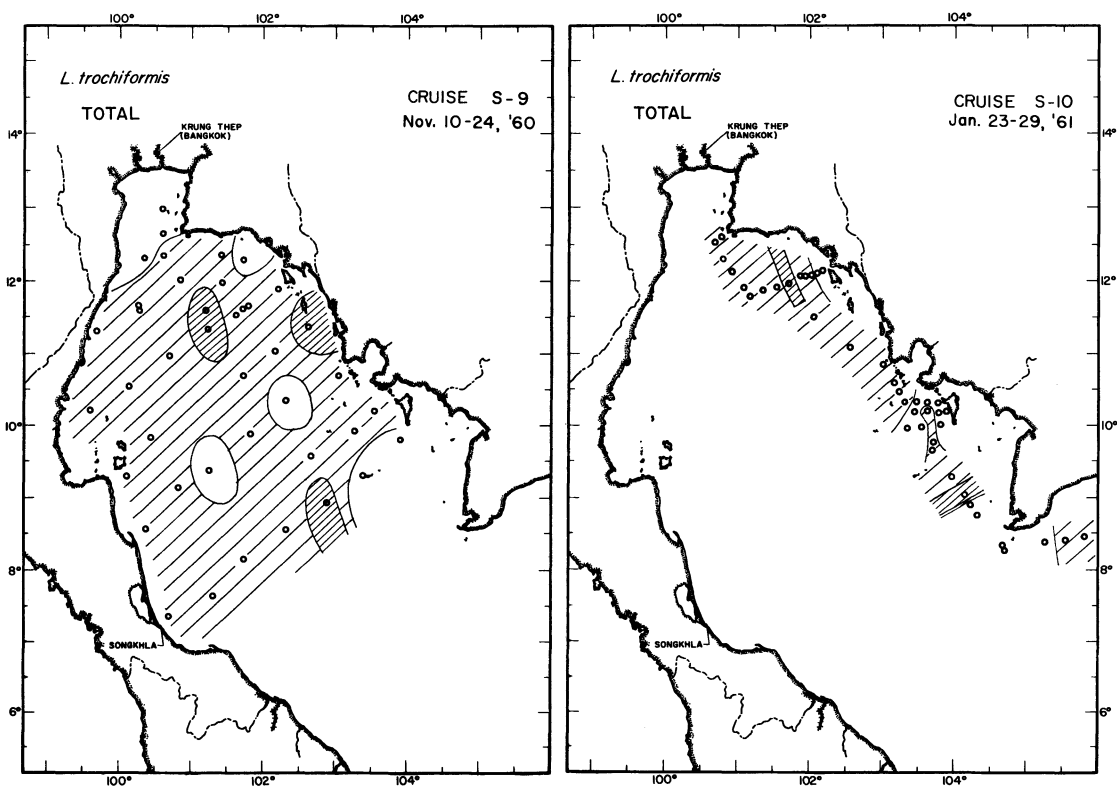 100° 102° 104°
L. trochiformis
TOTAL
CRUISE S-9
Nov. 10-24, '60
14°
KRUNG THEP
(BANGKOK)
12°
10°
8°
SONGKHLA
6°
100° 102° 104°
100° 102° 104°
L. trochiformis
TOTAL
CRUISE S-10
Jan. 23-29, '61
14°
KRUNG THEP
(BANGKOK)
12°
10°
8°
SONGKHLA
6°
100° 102° 104°